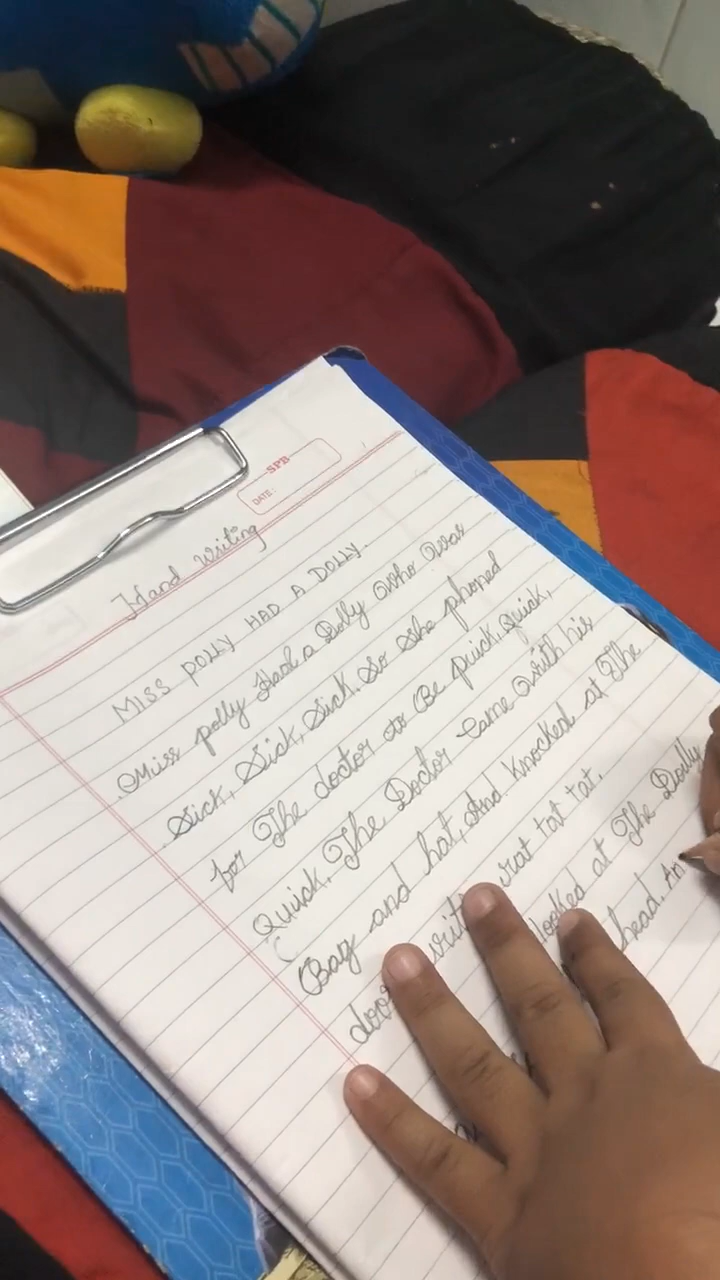 SPB
DATE:
Hand Writing
MISS POLLY HAD A DOLLY.
Miss polly Had a Dolly Who Was
Sick, Sick, Sick. So She phoned
for The doctor to Be quick, quick,
Quick, The Doctor Came With his
Bag and hat, And Knocked at The
door with rat tat tat.
looked at The Dolly
head. An